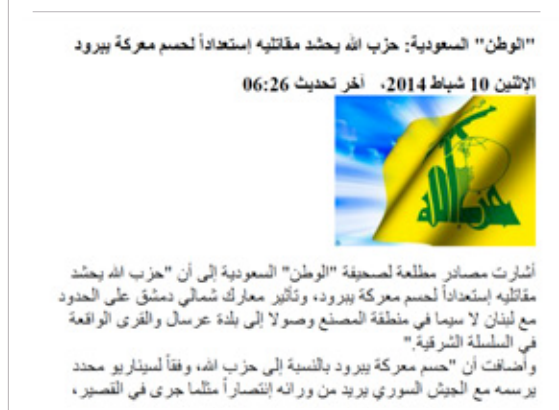 "الوطن" السعودية: حزب الله يحشد مقاتليه إستعداداً لحسم معركة يبرود
الإثنين 10 شباط 2014، آخر تحديث 06:26
حزب الله
أشارت مصادر مطلعة لصحيفة "الوطن" السعودية إلى أن "حزب الله يحشد
مقاتليه إستعداداً لحسم معركة يبرود، وتأثير معارك شمالي دمشق على الحدود
مع لبنان لا سيما في منطقة المصنع وصولا إلى بلدة عرسال والقرى الواقعة
في السلسلة الشرقية."
وأضافت أن "حسم معركة يبرود بالنسبة إلى حزب الله، وفقاً لسيناريو محدد
يرسمه مع الجيش السوري يريد من ورائه إنتصاراً مثلما جرى في القصير،